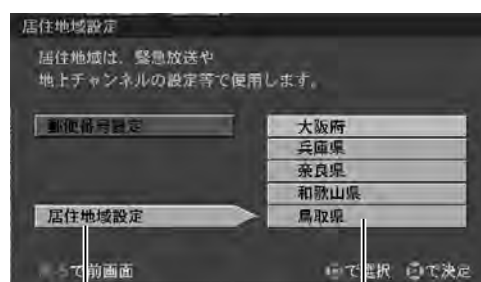 居住地域設定
居住地域は、緊急放送や
地上チャンネルの設定等で使用します。
郵便番号設定
大阪府
兵庫県
奈良県
和歌山県
居住地域設定
鳥取県
で前画面
で選択 で決定